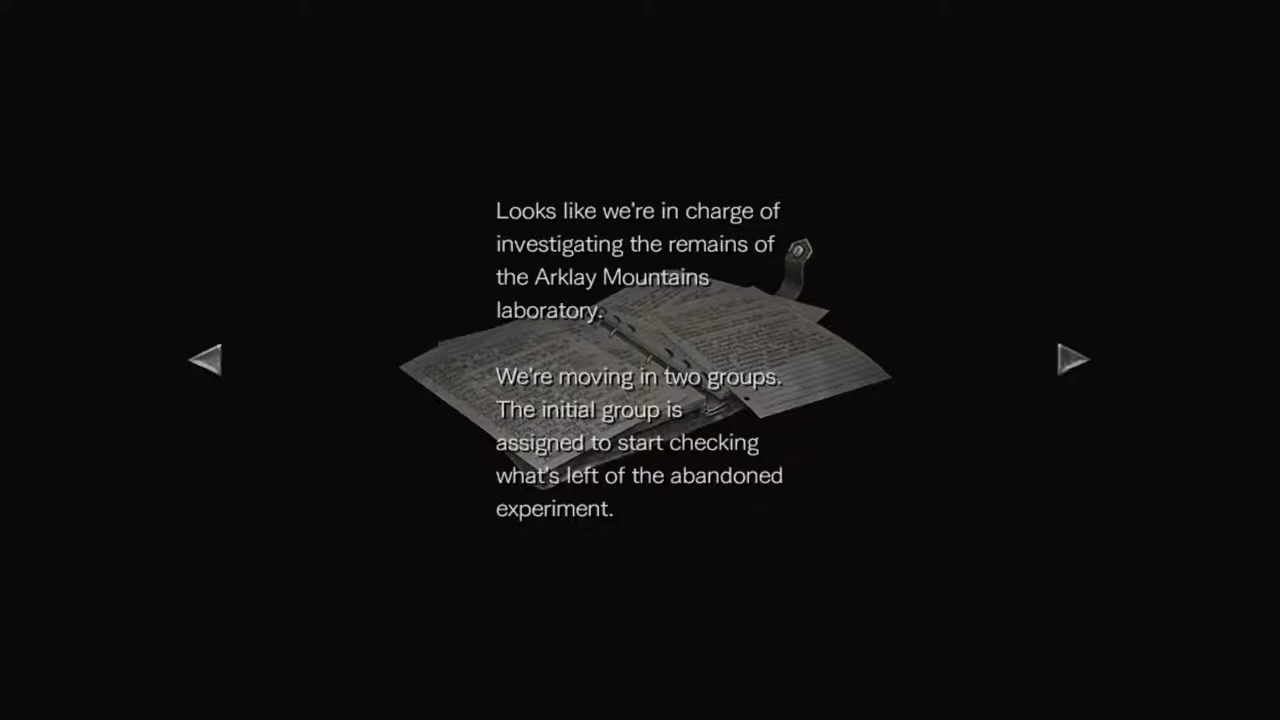 Looks like we're in charge of
investigating the remains of
the Arklay Mountains
laboratory.
We're moving in two groups.
The initial group is
assigned to start checking
what's left of the abandoned
experiment.